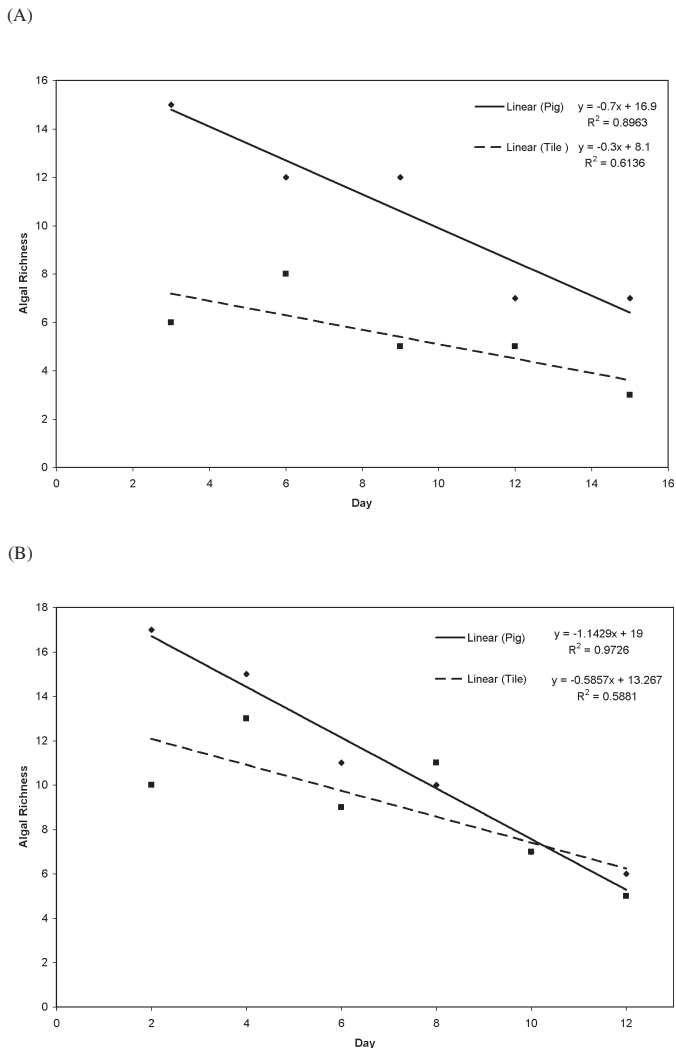 (A)
16
14
12
10
8
6
4
2
0
Algal Richness
0 2 4 6 8 10 12 14 16
Day
Linear (Pig) y = -0.7x + 16.9
R² = 0.8963
Linear (Tile ) y = -0.3x + 8.1
R² = 0.6136
(B)
18
16
14
12
10
8
6
4
2
0
Algal Richness
0 2 4 6 8 10 12
Day
Linear (Pig) y = -1.1429x + 19
R² = 0.9726
Linear (Tile) y = -0.5857x + 13.267
R² = 0.5881